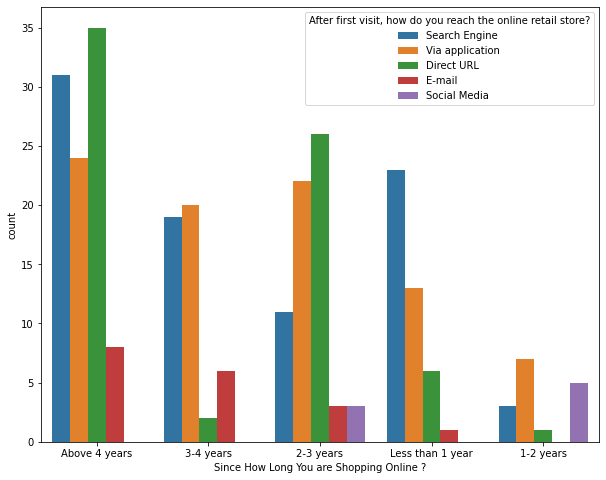 After first visit, how do you reach the online retail store?
Search Engine
Via application
Direct URL
E-mail
Social Media
35
30
25
20
15
10
5
0
count
Above 4 years
3-4 years
2-3 years
Less than 1 year
1-2 years
Since How Long You are Shopping Online ?